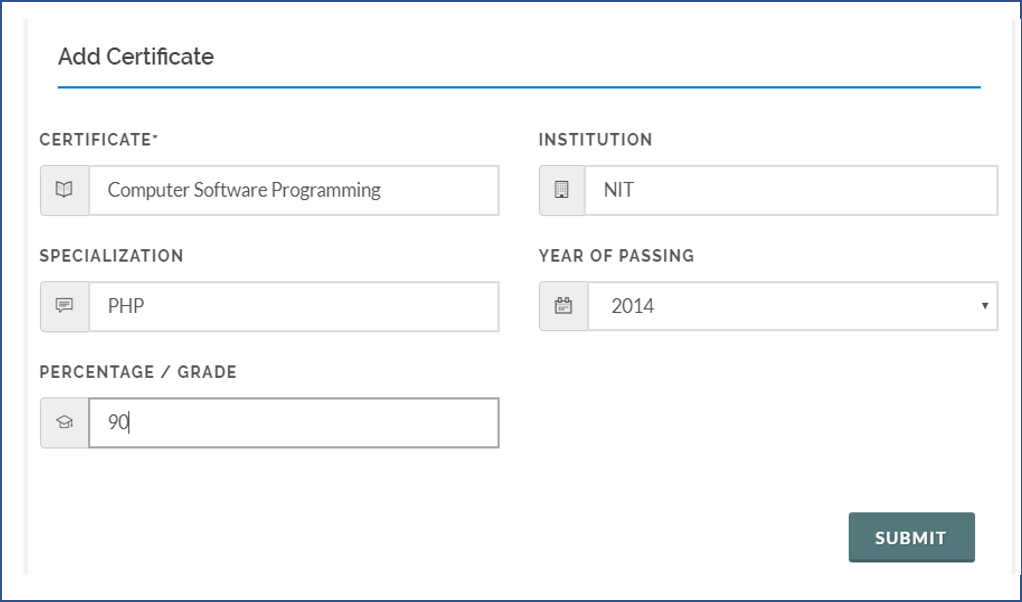 Add Certificate
CERTIFICATE*
INSTITUTION
Computer Software Programming
NIT
SPECIALIZATION
YEAR OF PASSING
PHP
2014
PERCENTAGE / GRADE
90
SUBMIT